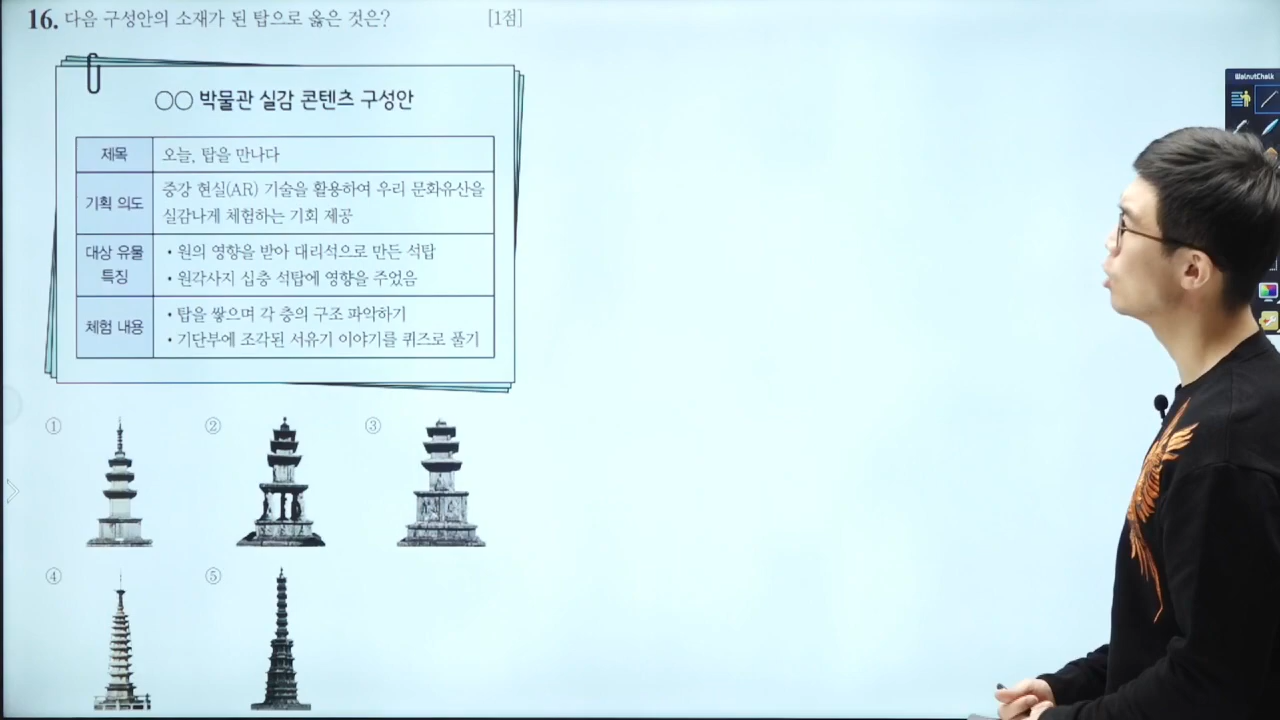 16. 다음 구성안의 소재가 된 탑으로 옳은 것은? [1점]
○○ 박물관 실감 콘텐츠 구성안
제목 오늘, 탑을 만나다
기획 의도 증강 현실(AR) 기술을 활용하여 우리 문화유산을
실감나게 체험하는 기회 제공
대상 유물 특징 • 원의 영향을 받아 대리석으로 만든 석탑
• 원각사지 십층 석탑에 영향을 주었음
체험 내용 • 탑을 쌓으며 각 층의 구조 파악하기
• 기단부에 조각된 서유기 이야기를 퀴즈로 풀기
① ② ③
④ ⑤
WalnutChalk